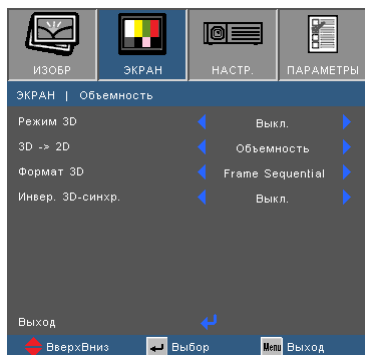 ИЗОБР ЭКРАН НАСТР. ПАРАМЕТРЫ
ЭКРАН | Объемность
Режим 3D Выкл.
3D -> 2D Объемность
Формат 3D Frame Sequential
Инвер. 3D-синхр. Выкл.
Выход
ВверхВниз Выбор Menu Выход